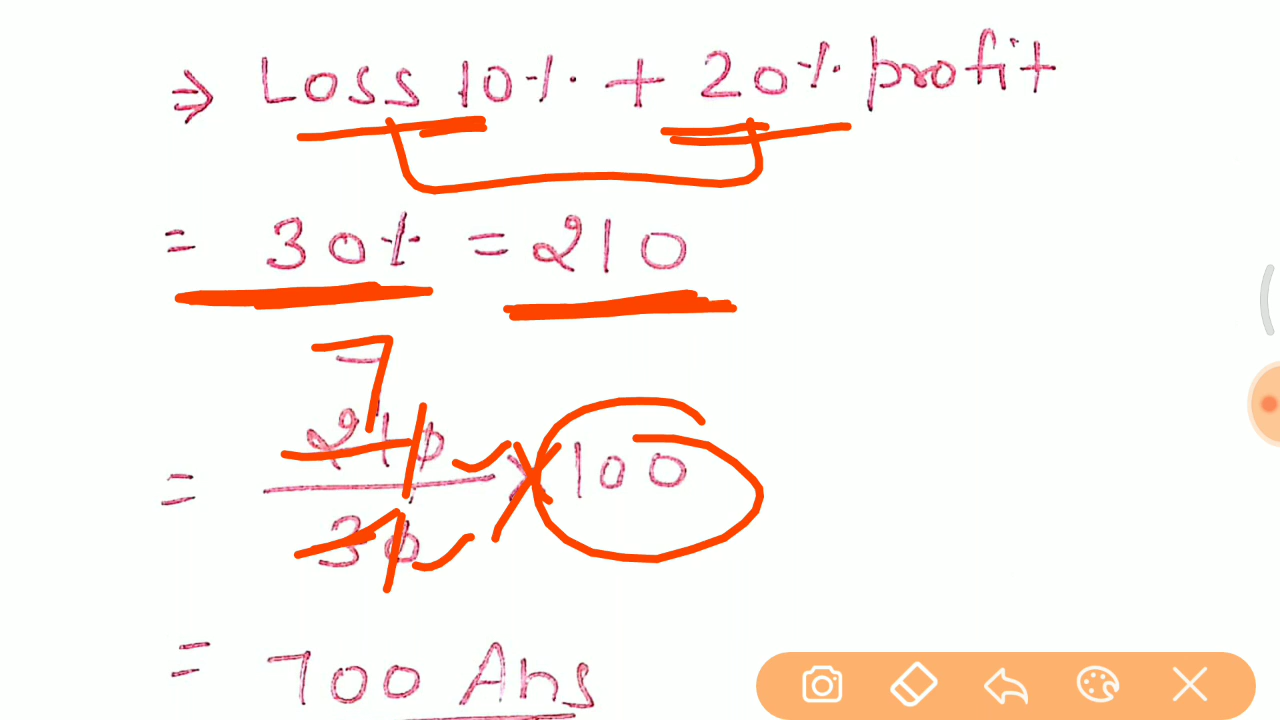 ⇒ Loss 10% + 20% profit
= 30% = 210
7
= 210/30 × 100
= 700 Ans